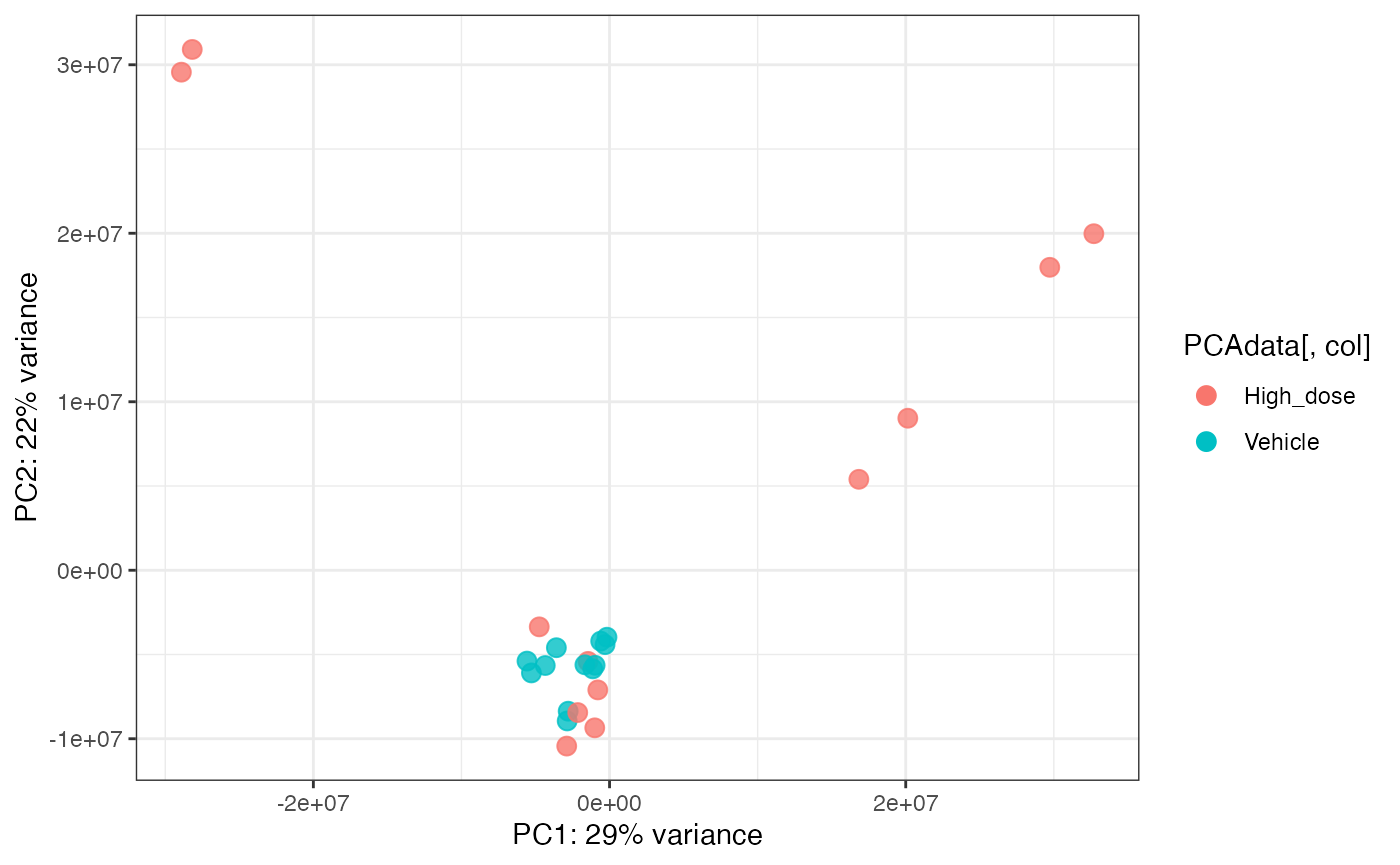 3e+07
2e+07
1e+07
0e+00
-1e+07
PC2: 22% variance
-2e+07 0e+00 2e+07
PC1: 29% variance
PCAdata[, col]
High_dose
Vehicle